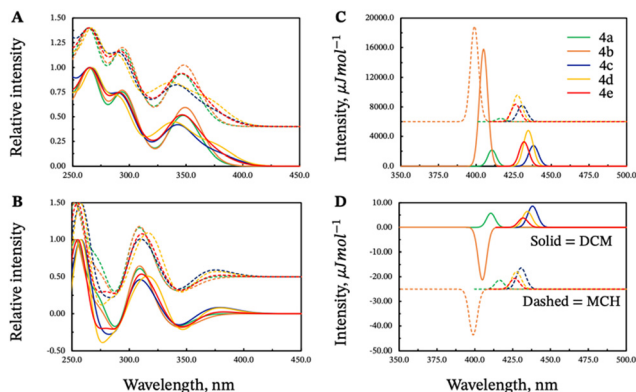 A
Relative intensity
1.50
1.25
1.00
0.75
0.50
0.25
0.00
250.0 300.0 350.0 400.0 450.0
B
Relative intensity
1.50
1.00
0.50
0.00
-0.50
250.0 300.0 350.0 400.0 450.0
Wavelength, nm
C
Intensity, μJmol⁻¹
20000.0
16000.0
12000.0
8000.0
4000.0
0.0
350.0 375.0 400.0 425.0 450.0 475.0 500.0
4a
4b
4c
4d
4e
D
Intensity, μJmol⁻¹
10.00
0.00
-10.00
-20.00
-30.00
-40.00
-50.00
350.0 375.0 400.0 425.0 450.0 475.0 500.0
Solid = DCM
Dashed = MCH
Wavelength, nm